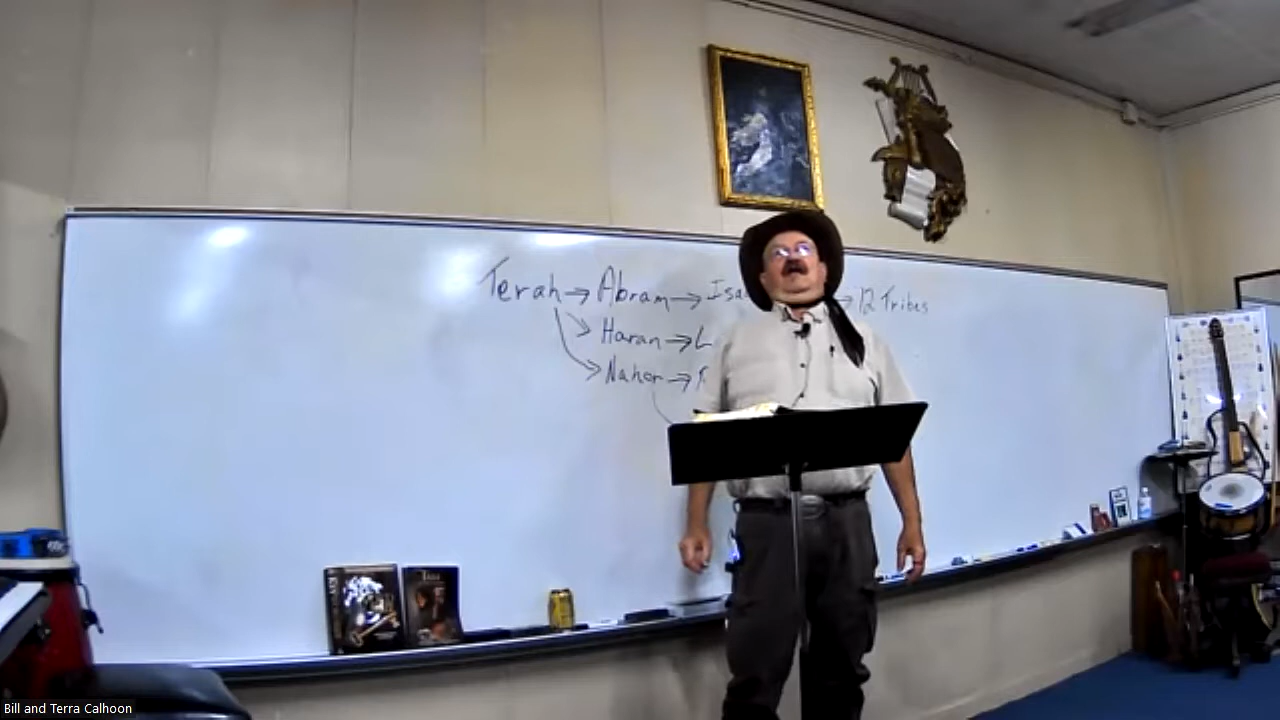 Terah → Abram → Isa → 12 Tribes
Haran → L
Nahor →
Bill and Terra Calhoon